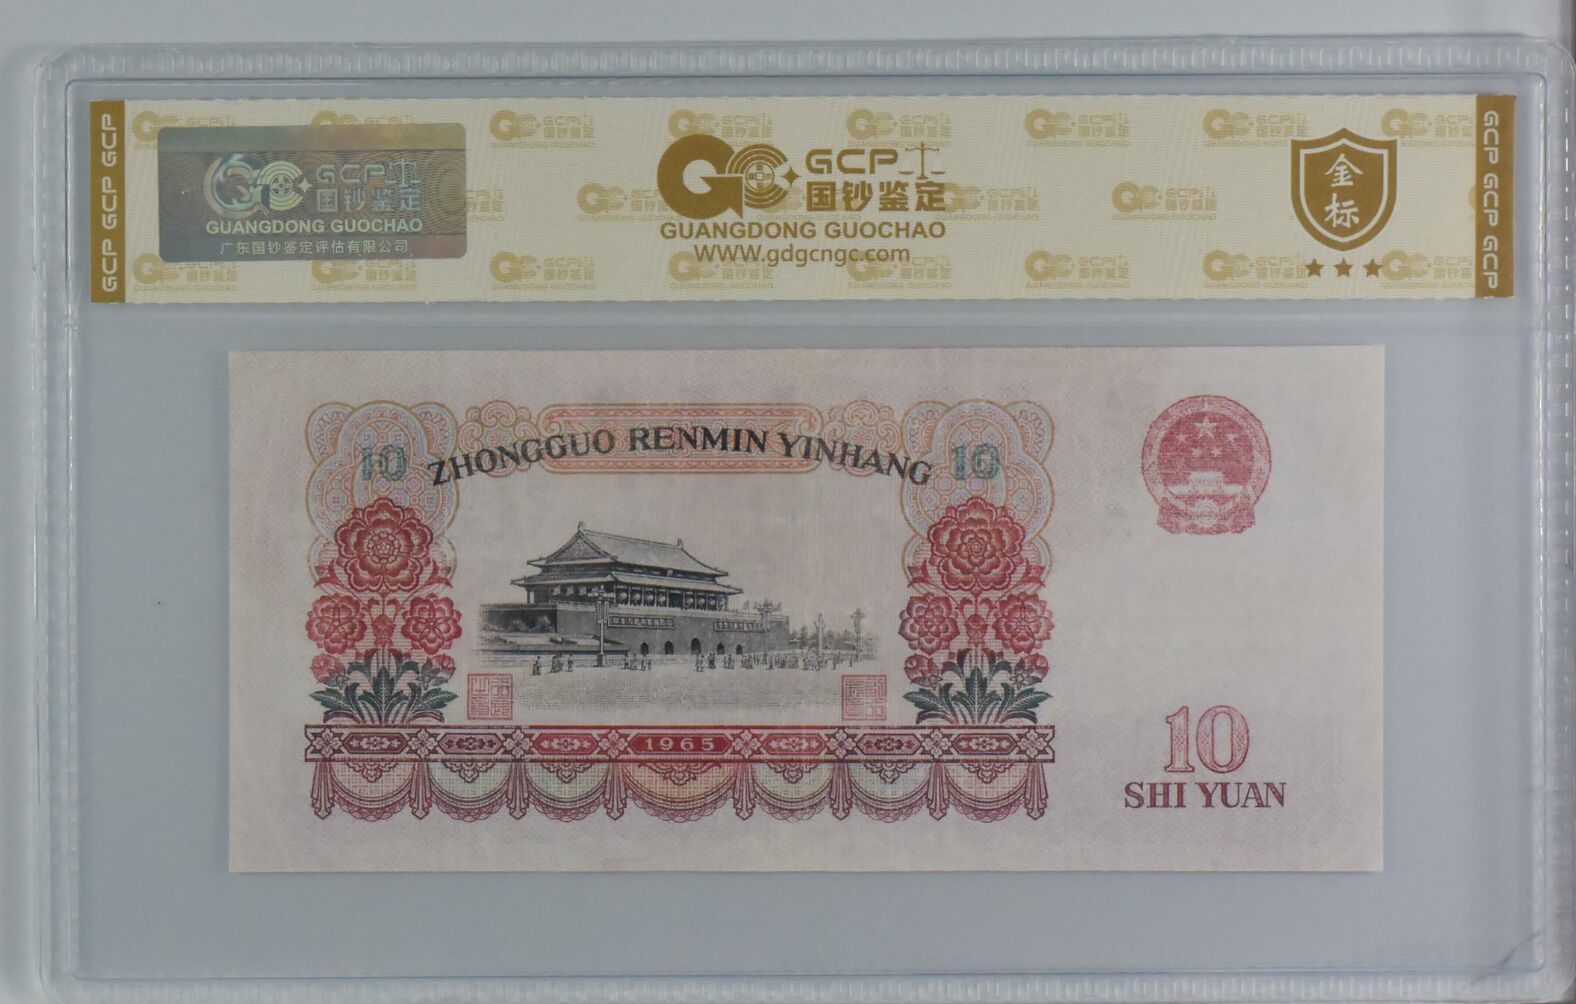 GCP GCP GCP
GCP
国钞鉴定
GUANGDONG GUOCHAO
广东国钞鉴定评估有限公司
GCP
国钞鉴定
GUANGDONG GUOCHAO
WWW.gdgcngc.com
金标
GCP GCP GCP
10
ZHONGGUO RENMIN YINHANG
10
1965
10
SHI YUAN